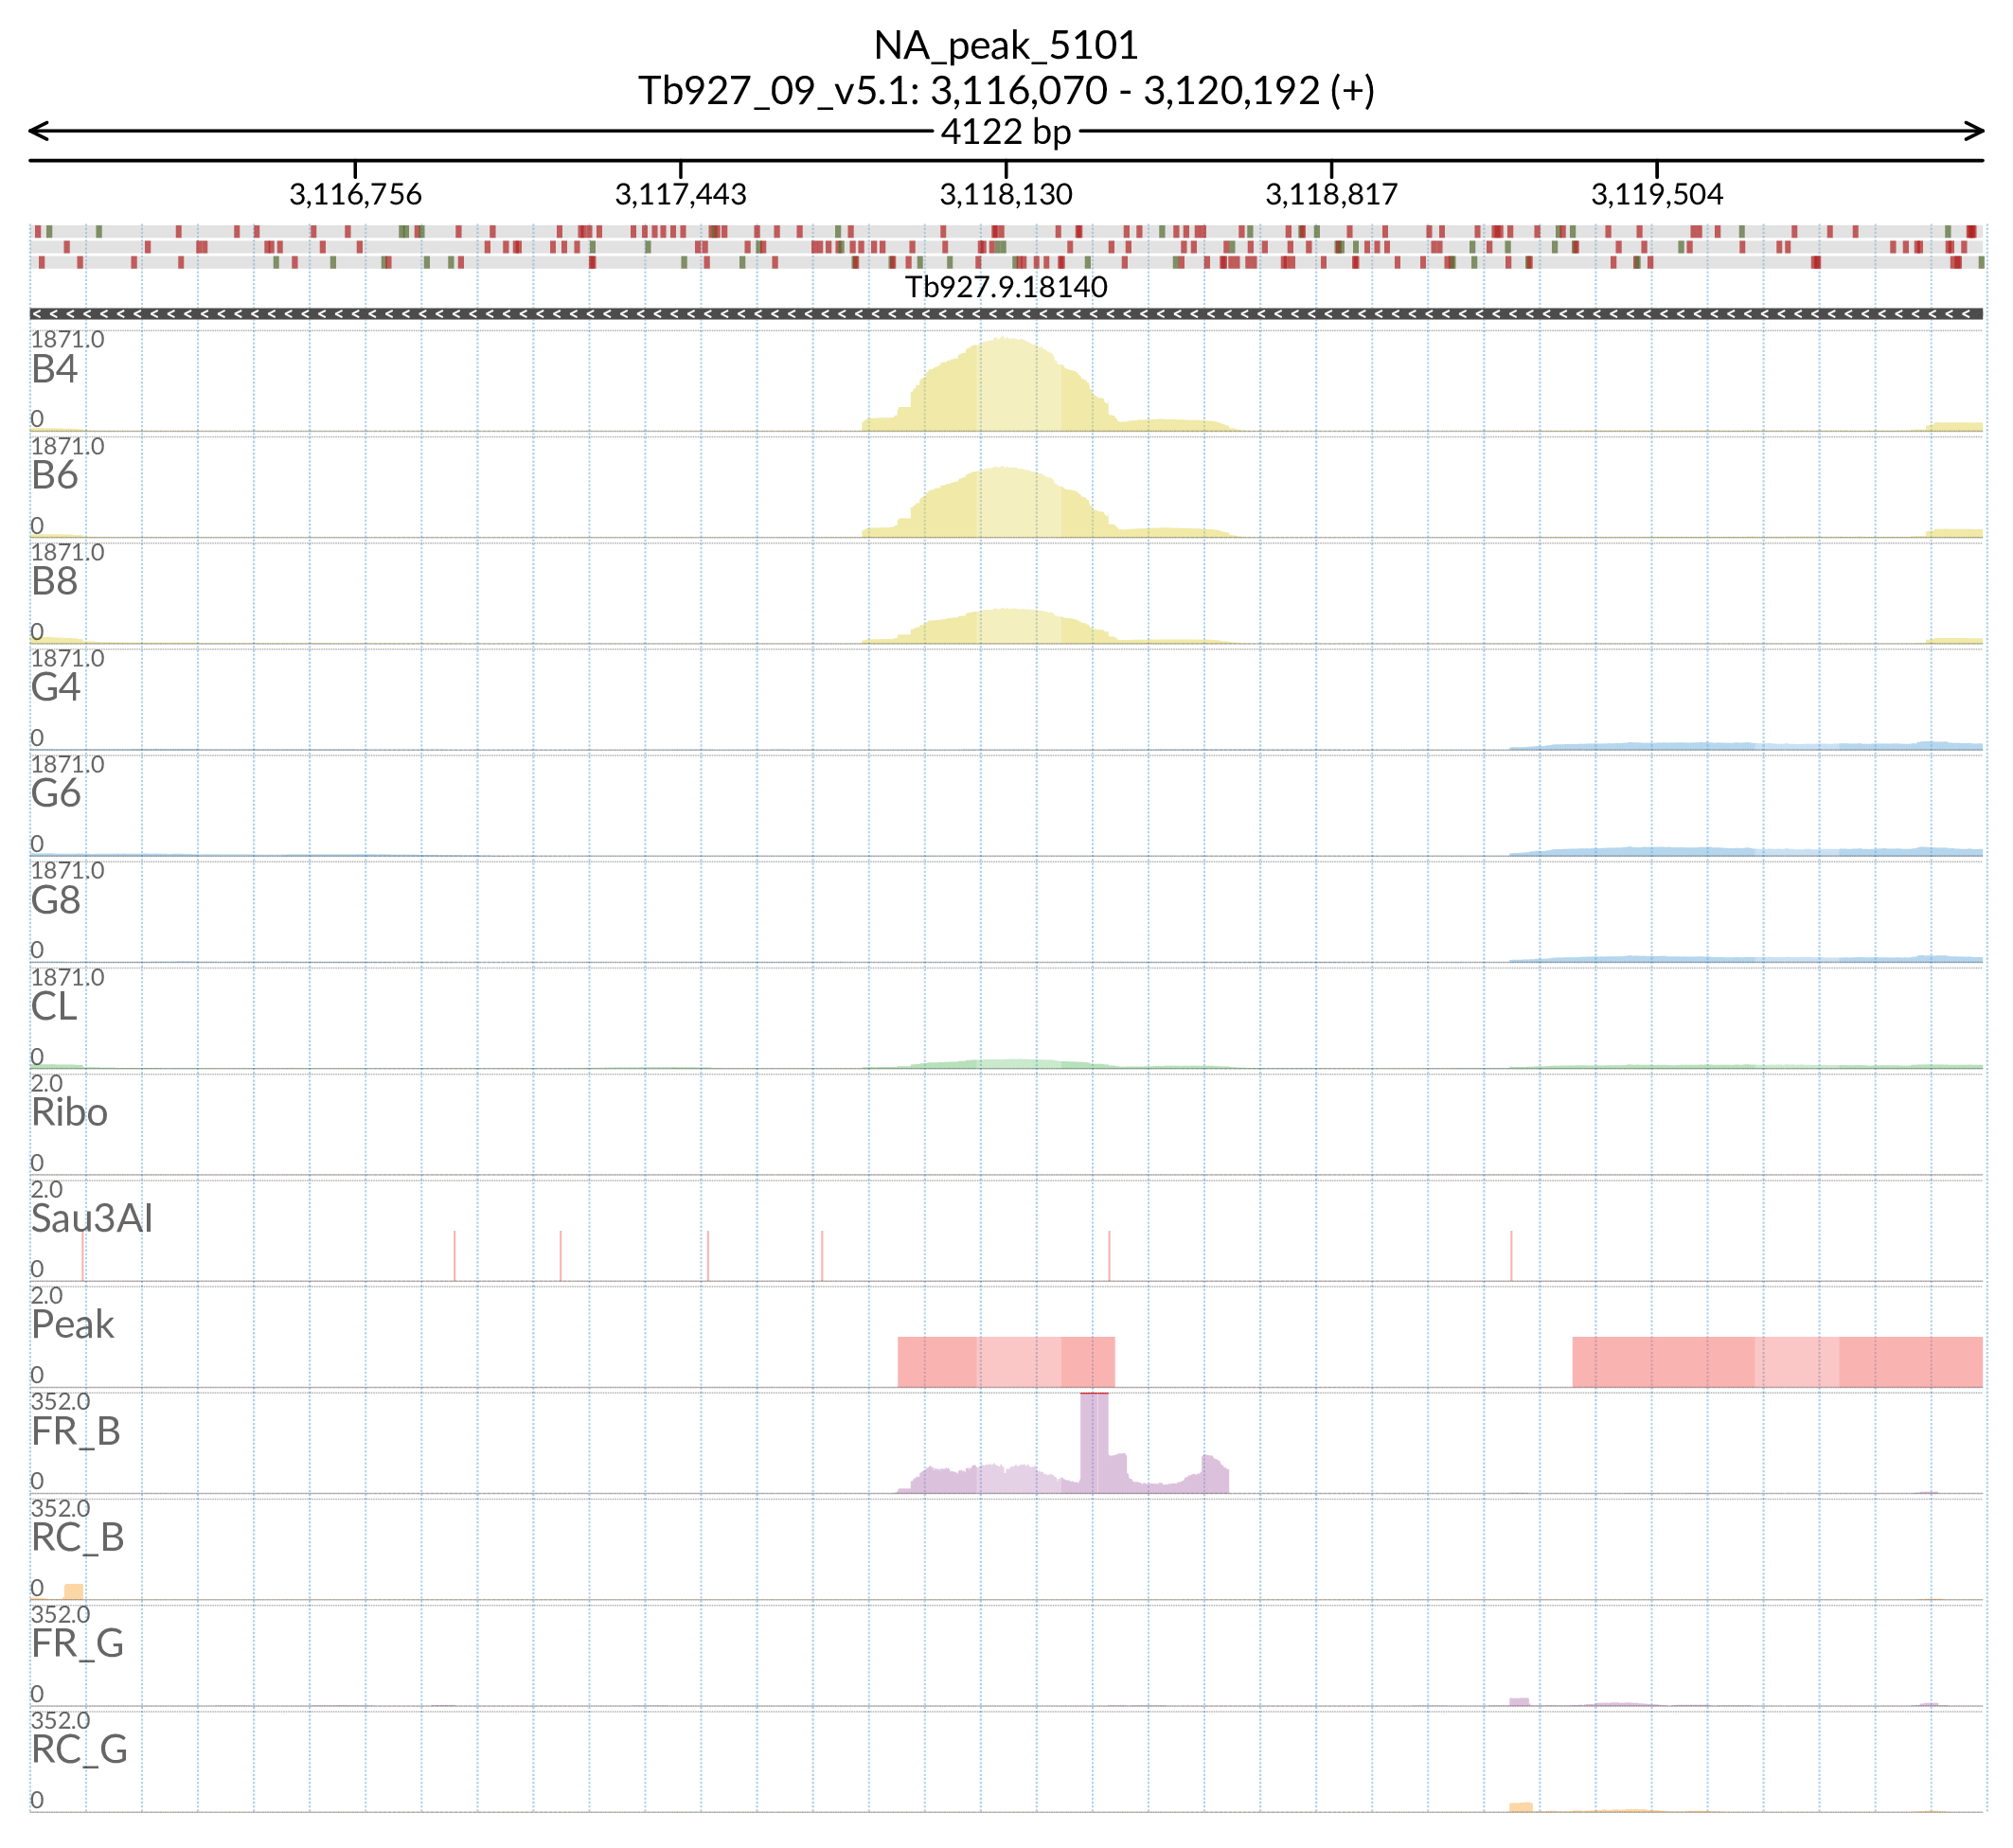 NA_peak_5101
Tb927_09_v5.1: 3,116,070 - 3,120,192 (+)
4122 bp
3,116,756 3,117,443 3,118,130 3,118,817 3,119,504
Tb927.9.18140
1871.0
B4
0
1871.0
B6
0
1871.0
B8
0
1871.0
G4
0
1871.0
G6
0
1871.0
G8
0
1871.0
CL
0
2.0
Ribo
0
2.0
Sau3AI
0
2.0
Peak
0
352.0
FR_B
0
352.0
RC_B
0
352.0
FR_G
0
352.0
RC_G
0